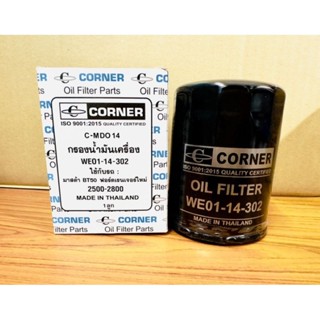 CORNER
Oil Filter Parts
CORNER
ISO 9001:2015 QUALITY CERTIFIED
C-MDO 14
กรองน้ำมันเครื่อง
WE01-14-302
ใช้กับรถ :
มาสด้า BT50 ฟอร์ดเรนเจอร์ใหม่
2500-2800
MADE IN THAILAND
1 ลูก
CORNER
Oil Filter Parts
CORNER
ISO 9001:2015 QUALITY CERTIFIED
OIL FILTER
WE01-14-302
MADE IN THAILAND